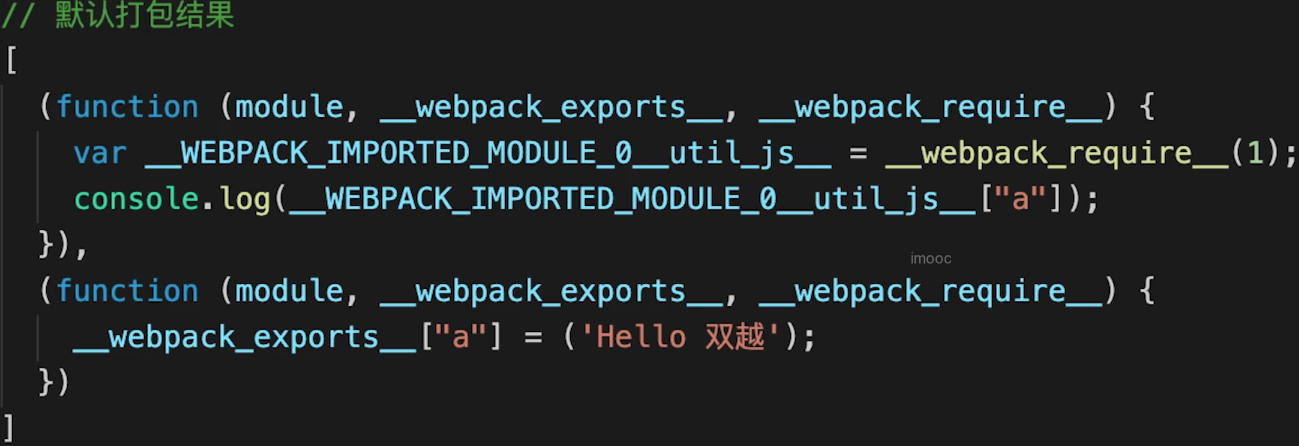 // 默认打包结果
[
(function (module, __webpack_exports__, __webpack_require__) {
var __WEBPACK_IMPORTED_MODULE_0__util_js__ = __webpack_require__(1);
console.log(__WEBPACK_IMPORTED_MODULE_0__util_js__["a"]);
}),
imooc
(function (module, __webpack_exports__, __webpack_require__) {
__webpack_exports__["a"] = ('Hello 双越');
})
]